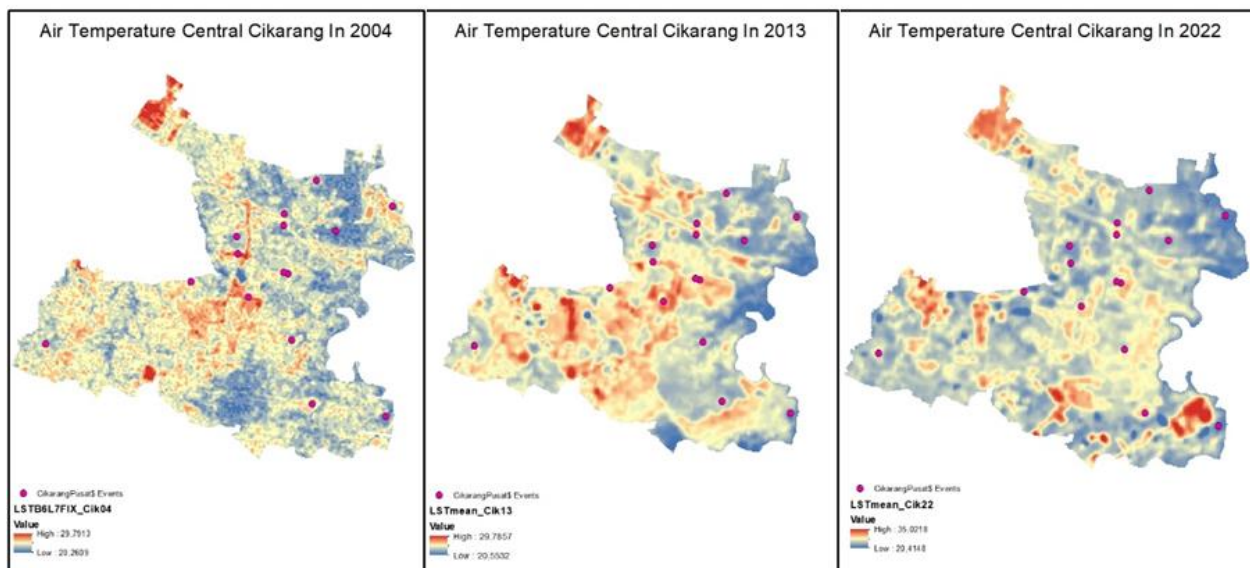 Air Temperature Central Cikarang In 2004
CikarangPusat$ Events
LSTB6L7FIX_Cik04
Value
High : 29.7913
Low : 20.2609
Air Temperature Central Cikarang In 2013
CikarangPusat$ Events
LSTmean_Cik13
Value
High : 29.7857
Low : 20.5532
Air Temperature Central Cikarang In 2022
CikarangPusat$ Events
LSTmean_Cik22
Value
High : 35.0218
Low : 20.4148